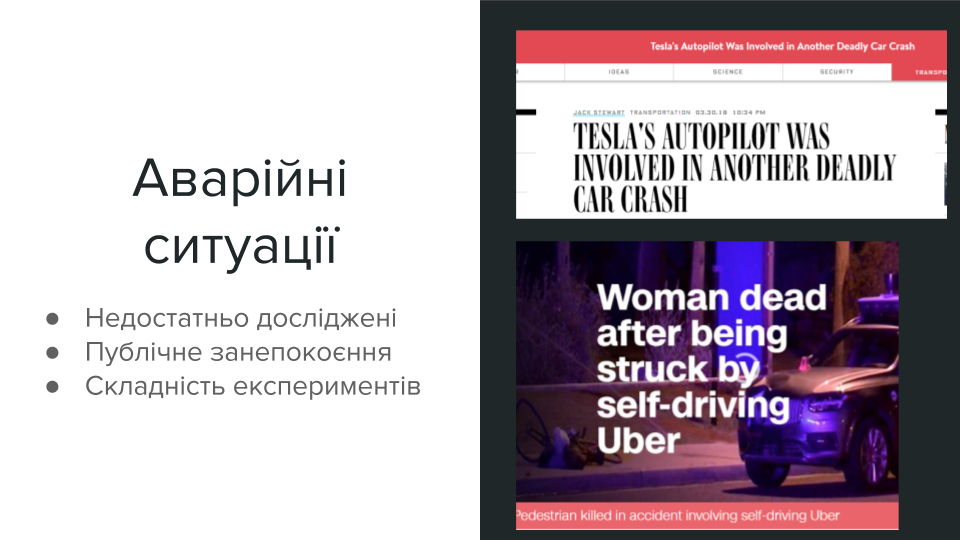 Аварійні
ситуації
● Недостатньо досліджені
● Публічне занепокоєння
● Складність експериментів
Tesla's Autopilot Was Involved in Another Deadly Car Crash
IDEAS SCIENCE SECURITY TRANSPO
JACK STEWART TRANSPORTATION 03.30.18 10:34 PM
TESLA'S AUTOPILOT WAS
INVOLVED IN ANOTHER DEADLY
CAR CRASH
Woman dead
after being
struck by
self-driving
Uber
Pedestrian killed in accident involving self-driving Uber